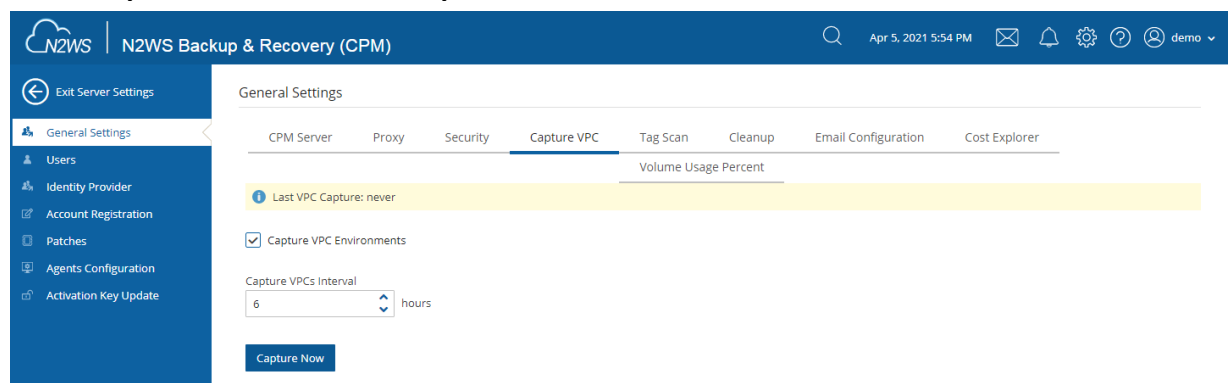 N2WS N2WS Backup & Recovery (CPM) Apr 5, 2021 5:54 PM demo
Exit Server Settings
General Settings
Users
Identity Provider
Account Registration
Patches
Agents Configuration
Activation Key Update
General Settings
CPM Server Proxy Security Capture VPC Tag Scan Cleanup Email Configuration Cost Explorer
Volume Usage Percent
Last VPC Capture: never
Capture VPC Environments
Capture VPCs Interval
6 hours
Capture Now